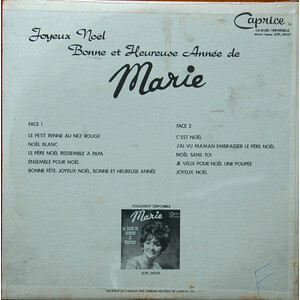 Caprice
GRAVURE UNIVERSELLE
Joyeux Noël
Bonne et Heureuse Année de
Marie
FACE 1
LE PETIT RENNE AU NEZ ROUGE
NOËL BLANC
LE PÈRE NOËL RESSEMBLE A PAPA
ENSEMBLE POUR NOËL
BONNE FÊTE, JOYEUX NOËL, BONNE ET HEUREUSE ANNÉE
FACE 2
C'EST NOËL
J'AI VU MAMAN EMBRASSER LE PÈRE NOËL
NOËL SANS TOI
JE VEUX POUR NOËL UNE POUPÉE
JOYEUX NOËL
EGALEMENT DISPONIBLE
Marie
F